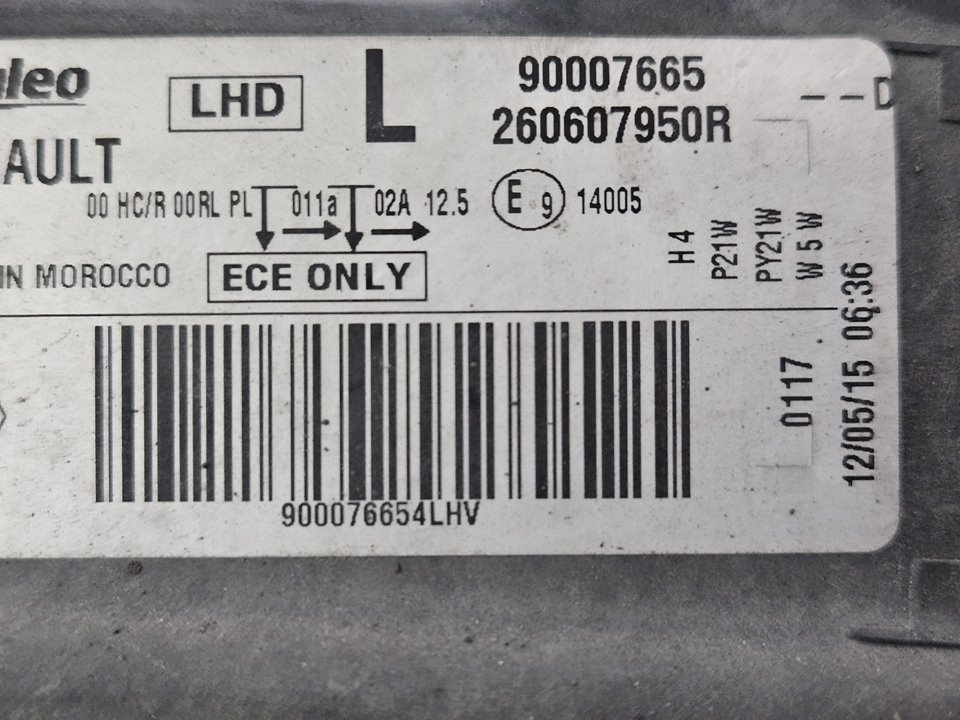 aleo
LHD
L
90007665
260607950R
--D
AULT
00 HC/R 00RL PL 011a 02A 12.5
E 9 14005
IN MOROCCO
ECE ONLY
H4
P21W
PY21W
W5W
0117
12/05/15 06:36
900076654LHV